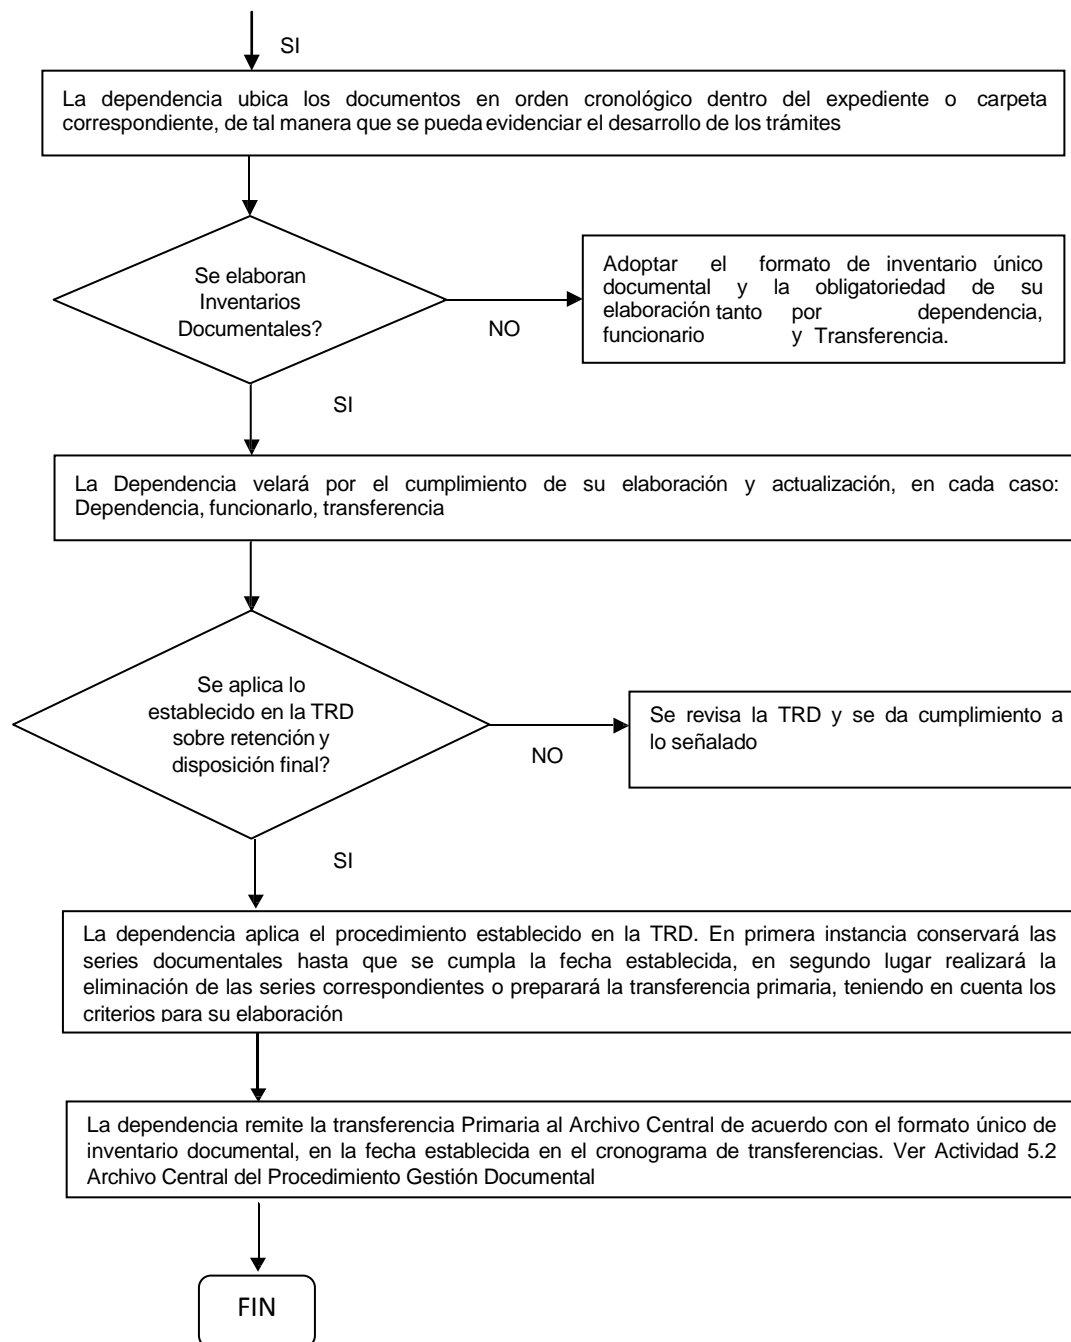 SI
La dependencia ubica los documentos en orden cronológico dentro del expediente o carpeta
correspondiente, de tal manera que se pueda evidenciar el desarrollo de los trámites
Se elaboran
Inventarios
Documentales?
NO
Adoptar el formato de inventario único
documental y la obligatoriedad de su
elaboración tanto por dependencia,
funcionario y Transferencia.
SI
La Dependencia velará por el cumplimiento de su elaboración y actualización, en cada caso:
Dependencia, funcionarlo, transferencia
Se aplica lo
establecido en la TRD
sobre retención y
disposición final?
NO
Se revisa la TRD y se da cumplimiento a
lo señalado
SI
La dependencia aplica el procedimiento establecido en la TRD. En primera instancia conservará las
series documentales hasta que se cumpla la fecha establecida, en segundo lugar realizará la
eliminación de las series correspondientes o preparará la transferencia primaria, teniendo en cuenta los
criterios para su elaboración
La dependencia remite la transferencia Primaria al Archivo Central de acuerdo con el formato único de
inventario documental, en la fecha establecida en el cronograma de transferencias. Ver Actividad 5.2
Archivo Central del Procedimiento Gestión Documental
FIN